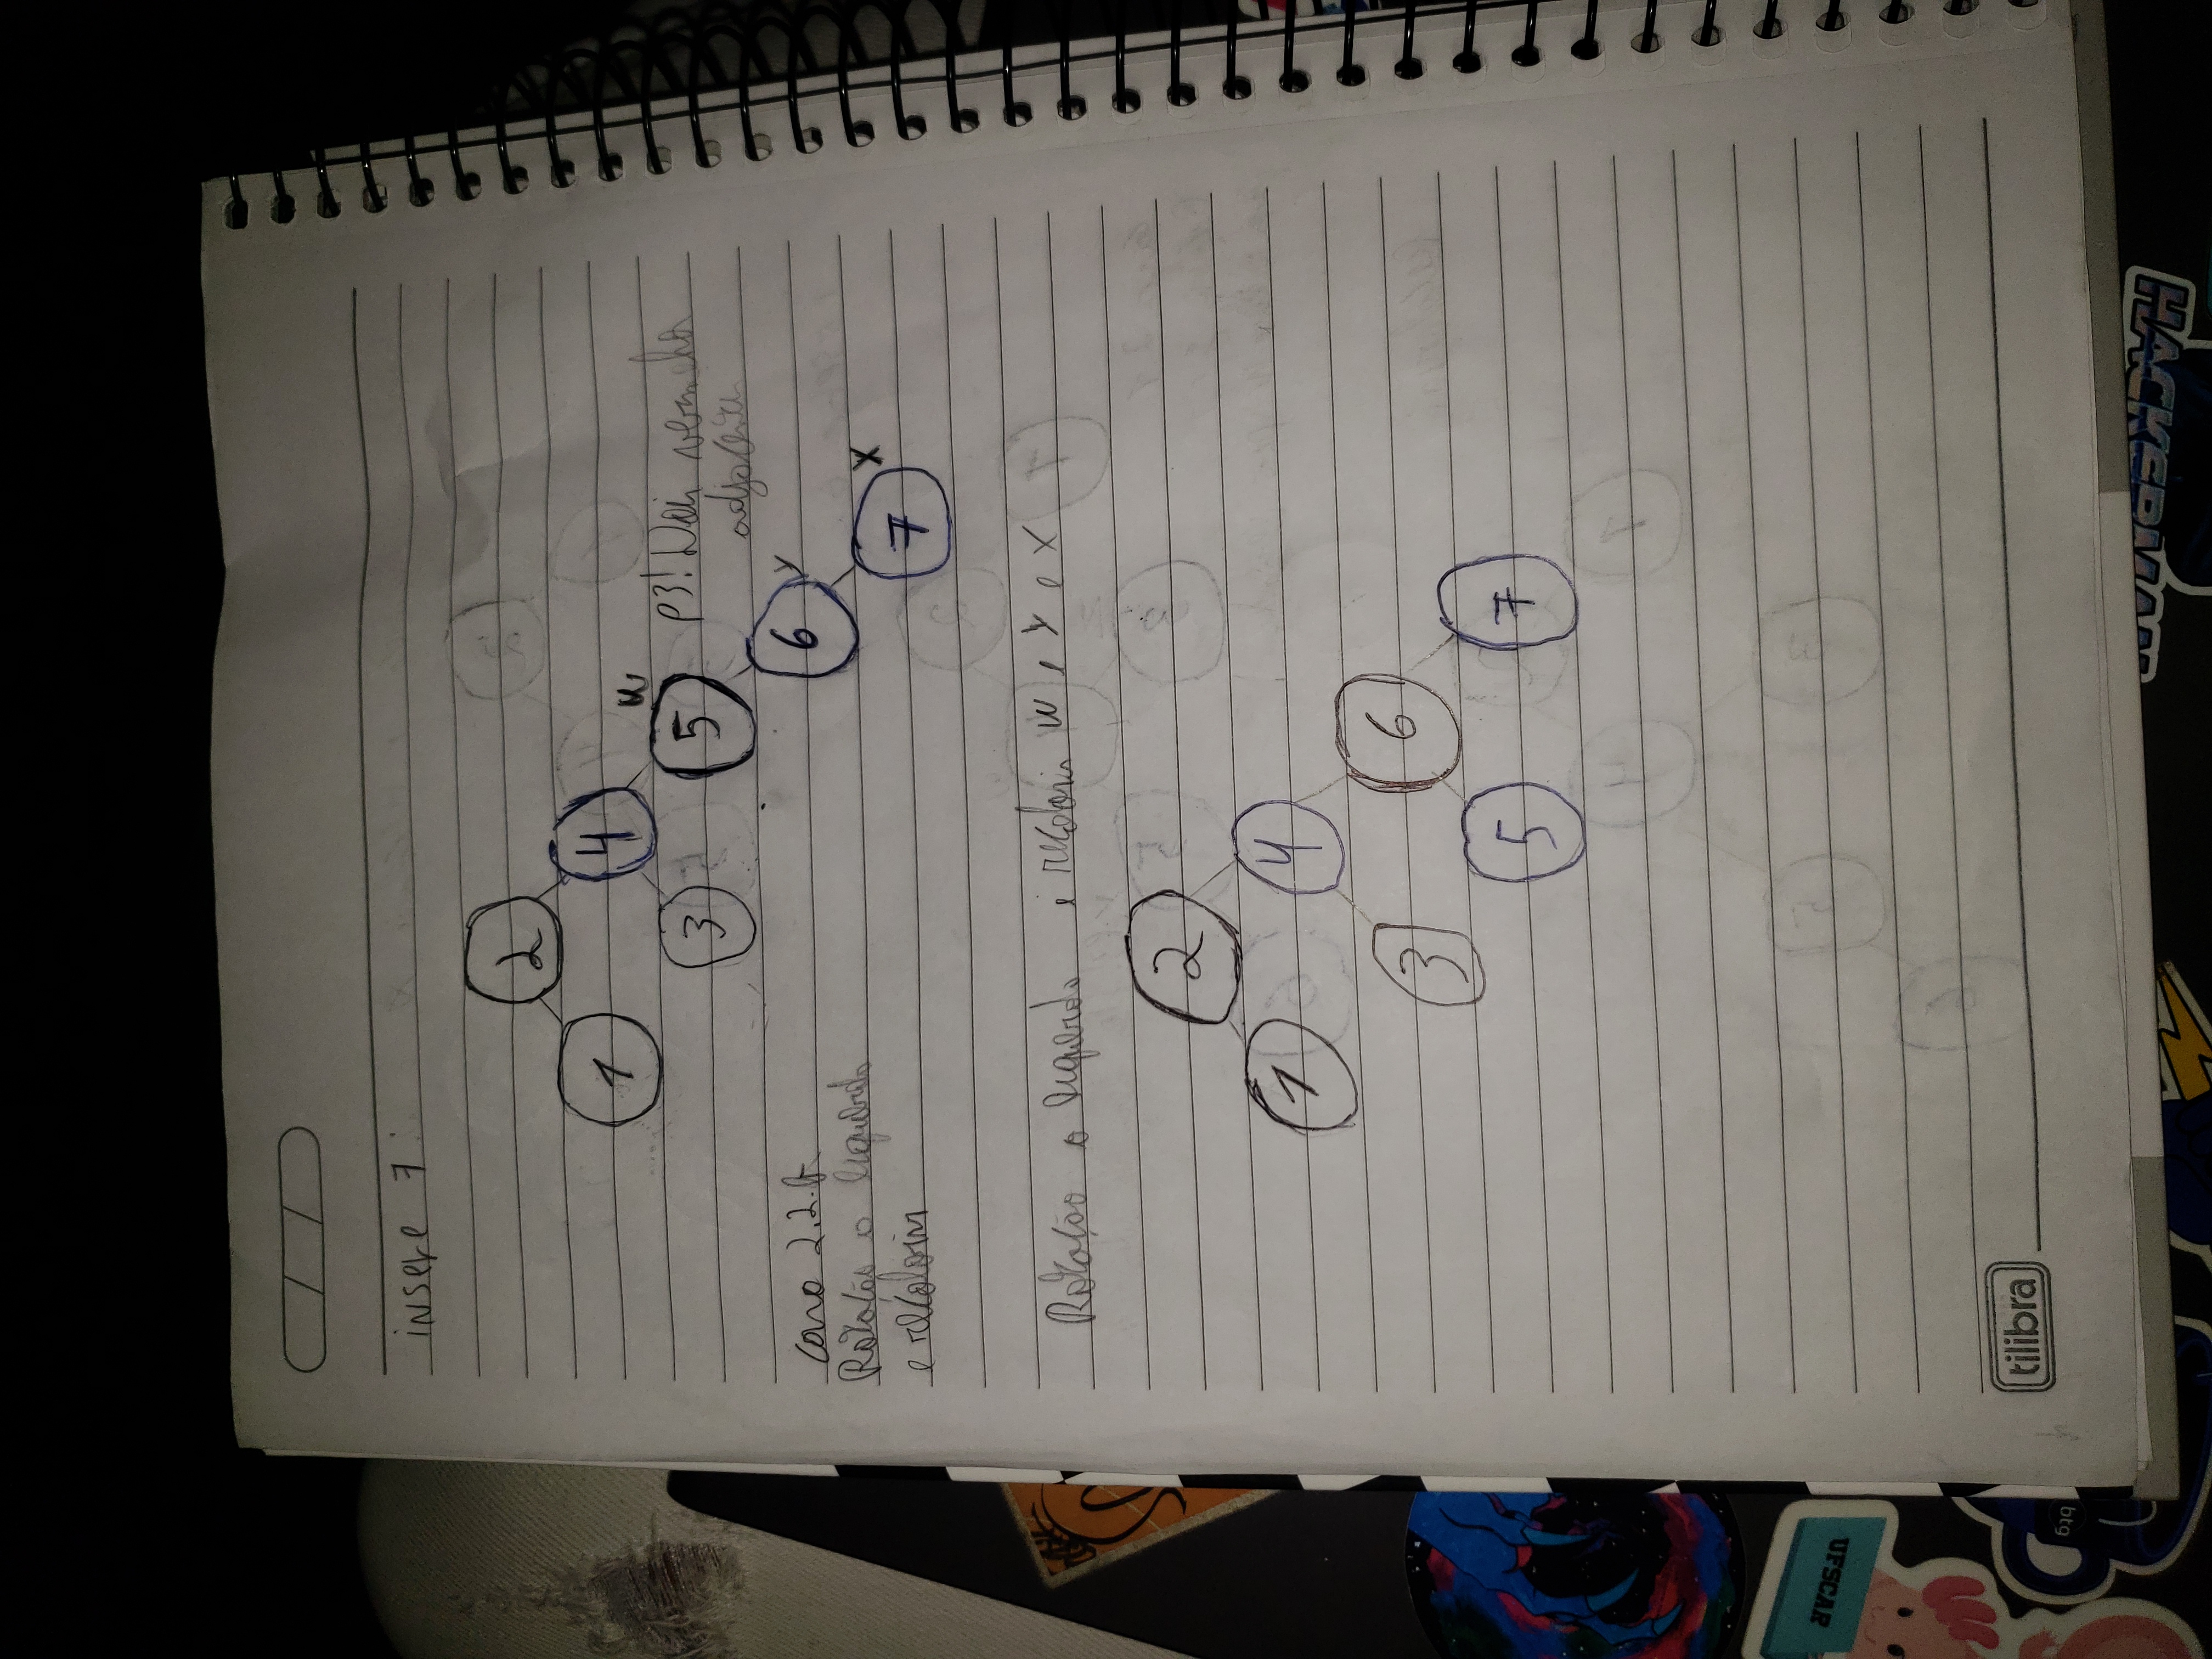 insere 7:
2
1 4
w
3 5 P3! Dois vermelhos
adjacentes
6 y
caso 2.2.A
Rotação a esquerda
7 x
e recolorir
Rotação a esquerda e recolorir w e y e x
2
1 4
3 6
5 7
tilibra
UFSCAR
btg
HACKERMAN